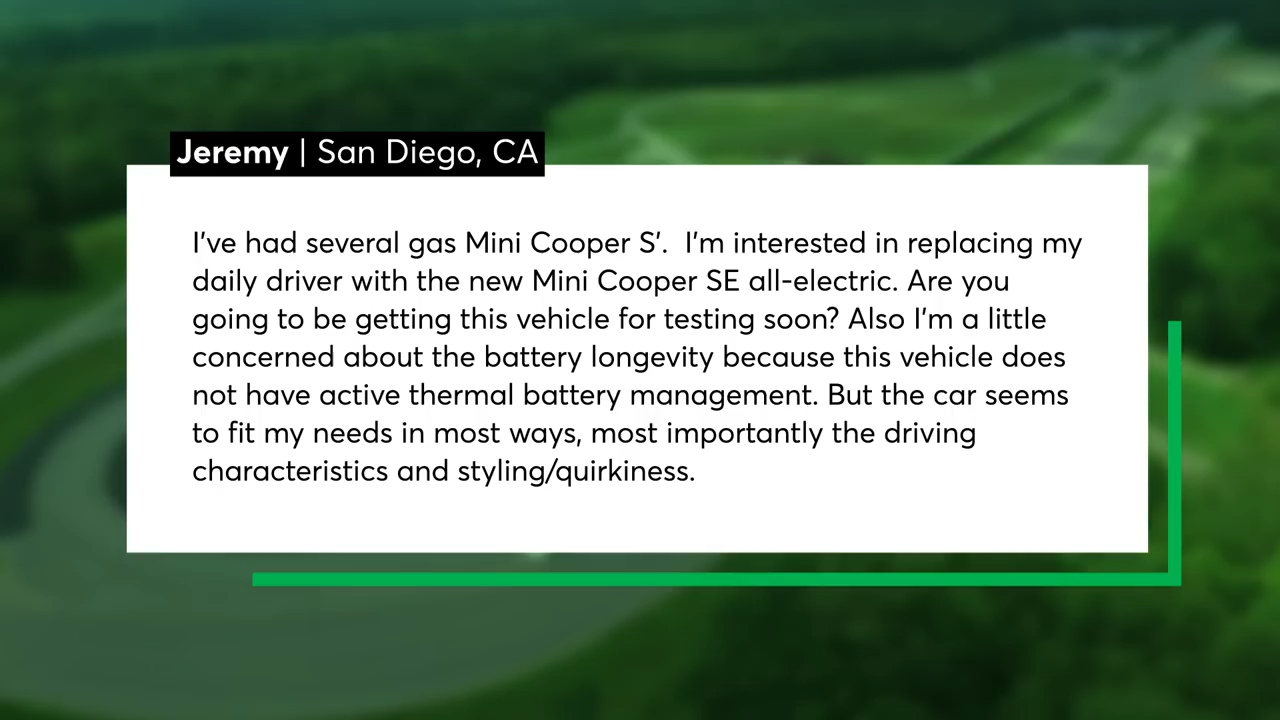 Jeremy | San Diego, CA
I've had several gas Mini Cooper S'.  I'm interested in replacing my
daily driver with the new Mini Cooper SE all-electric. Are you
going to be getting this vehicle for testing soon? Also I'm a little
concerned about the battery longevity because this vehicle does
not have active thermal battery management. But the car seems
to fit my needs in most ways, most importantly the driving
characteristics and styling/quirkiness.